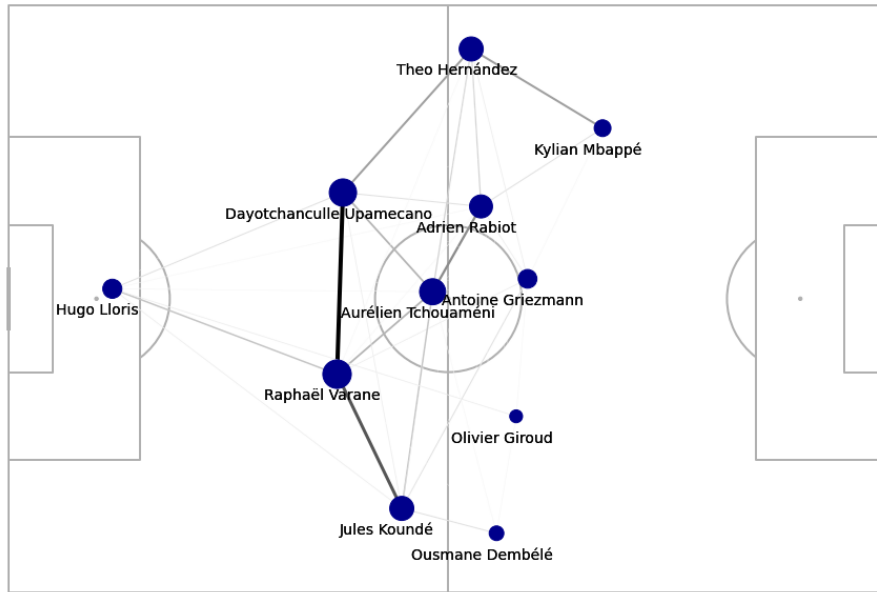 Theo Hernández
Kylian Mbappé
Dayotchanculle Upamecano
Adrien Rabiot
Antoine Griezmann
Hugo Lloris
Aurélien Tchouaméni
Raphaël Varane
Olivier Giroud
Jules Koundé
Ousmane Dembélé